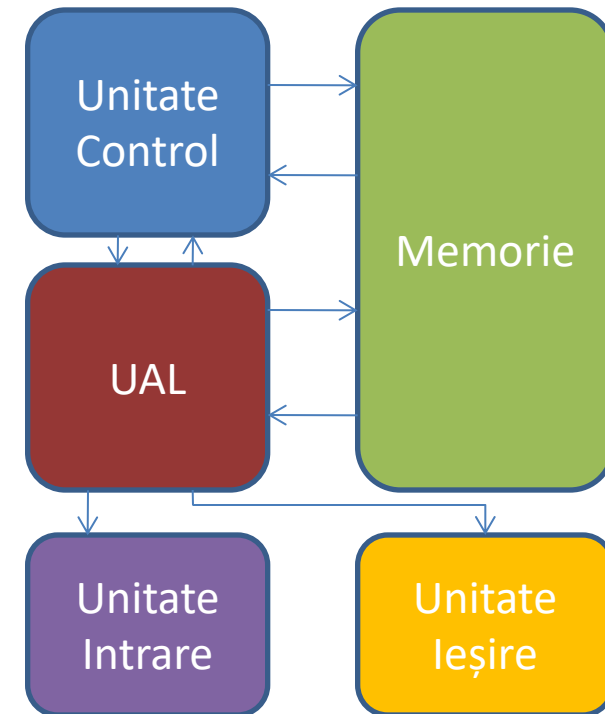 Unitate
Control
Memorie
UAL
Unitate
Intrare
Unitate
Ieșire